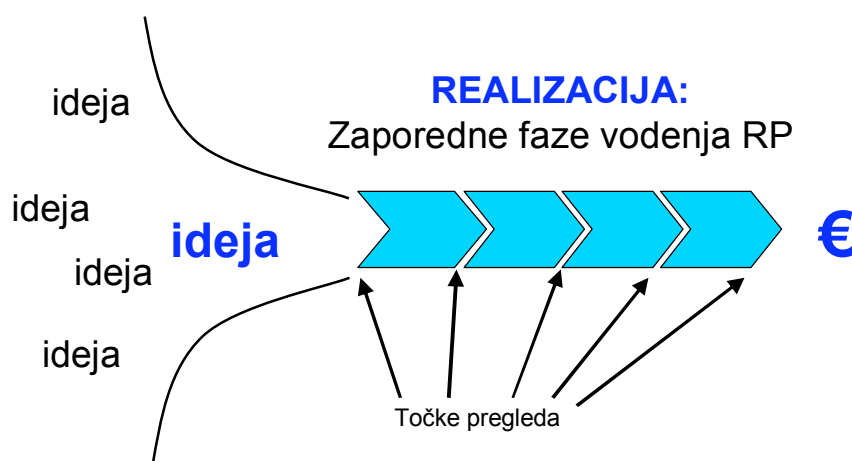 ideja
REALIZACIJA:
Zaporedne faze vodenja RP
ideja
ideja
€
ideja
ideja
Točke pregleda